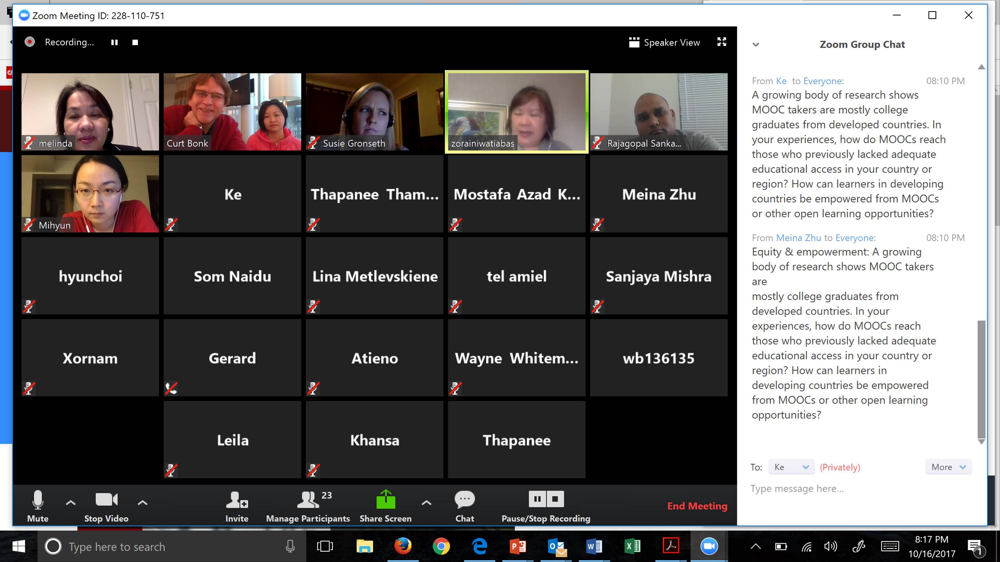 Zoom Meeting ID: 228-110-751
Recording...
Speaker View
melinda
Curt Bonk
Susie Gronseth
zorainiwatiabas
Rajagopal Sanka...
Mihyun
Ke
Thapanee Tham...
Mostafa Azad K...
Meina Zhu
hyunchoi
Som Naidu
Lina Metlevskiene
tel amiel
Sanjaya Mishra
Xornam
Gerard
Atieno
Wayne Whitem...
wb136135
Leila
Khansa
Thapanee
Mute
Stop Video
Invite
23
Manage Participants
Share Screen
Chat
Pause/Stop Recording
End Meeting
Zoom Group Chat
From Ke to Everyone: 08:10 PM
A growing body of research shows
MOOC takers are mostly college
graduates from developed countries. In
your experiences, how do MOOCs reach
those who previously lacked adequate
educational access in your country or
region? How can learners in developing
countries be empowered from MOOCs
or other open learning opportunities?
From Meina Zhu to Everyone: 08:10 PM
Equity & empowerment: A growing
body of research shows MOOC takers
are
mostly college graduates from
developed countries. In your
experiences, how do MOOCs reach
those who previously lacked adequate
educational access in your country or
region? How can learners in
developing countries be empowered
from MOOCs or other open learning
opportunities?
To: Ke (Privately) More
Type message here...
Type here to search
8:17 PM
10/16/2017
1